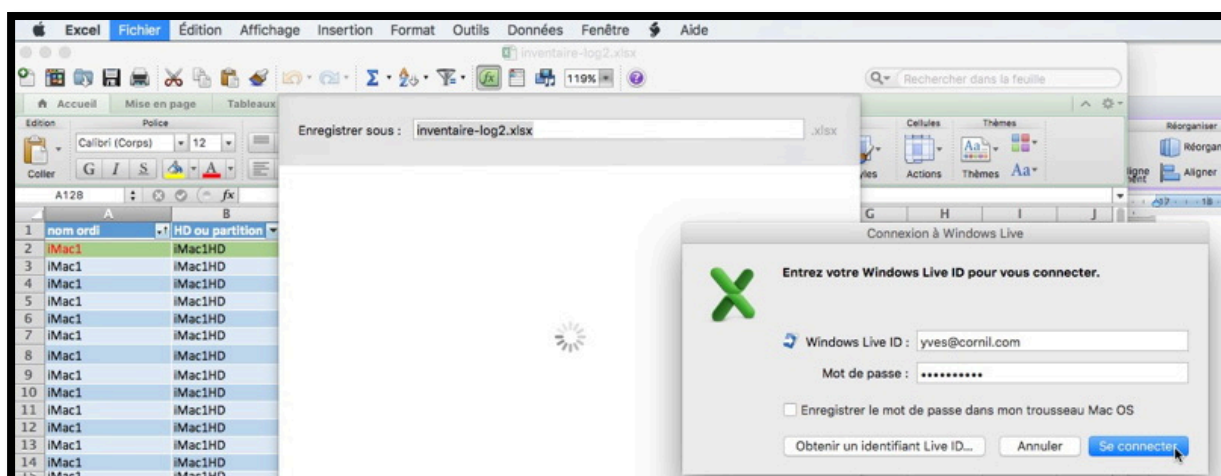 Excel Fichier Édition Affichage Insertion Format Outils Données Fenêtre Aide
inventaire-log2.xlsx
119% Rechercher dans la feuille
Accueil Mise en page Tableaux
Edition Police Cellules Thèmes Réorganiser
Calibri (Corps) 12 Réorgan
Enregistrer sous : inventaire-log2.xlsx .xlsx
Coller G I S A Actions Thèmes Aa Aligner
A128 fx
A B G H I J
1 nom ordi HD ou partition
2 iMac1 iMac1HD
3 iMac1 iMac1HD
4 iMac1 iMac1HD
5 iMac1 iMac1HD
6 iMac1 iMac1HD
7 iMac1 iMac1HD
8 iMac1 iMac1HD
9 iMac1 iMac1HD
10 iMac1 iMac1HD
11 iMac1 iMac1HD
12 iMac1 iMac1HD
13 iMac1 iMac1HD
14 iMac1 iMac1HD
Connexion à Windows Live
Entrez votre Windows Live ID pour vous connecter.
Windows Live ID : yves@cornil.com
Mot de passe : ••••••••••
Enregistrer le mot de passe dans mon trousseau Mac OS
Obtenir un identifiant Live ID... Annuler Se connecter